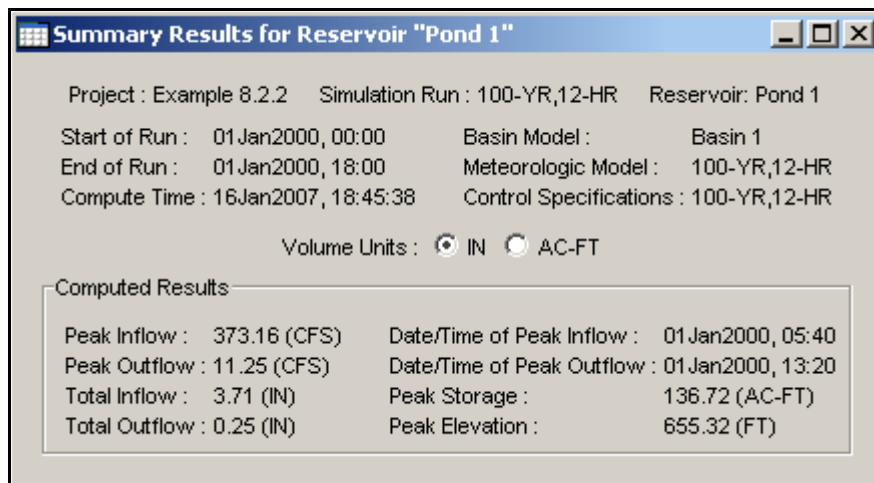 Summary Results for Reservoir "Pond 1"
Project : Example 8.2.2 Simulation Run : 100-YR,12-HR Reservoir: Pond 1
Start of Run : 01Jan2000, 00:00 Basin Model : Basin 1
End of Run : 01Jan2000, 18:00 Meteorologic Model : 100-YR,12-HR
Compute Time : 16Jan2007, 18:45:38 Control Specifications : 100-YR,12-HR
Volume Units : IN AC-FT
Computed Results
Peak Inflow : 373.16 (CFS) Date/Time of Peak Inflow : 01Jan2000, 05:40
Peak Outflow : 11.25 (CFS) Date/Time of Peak Outflow : 01Jan2000, 13:20
Total Inflow : 3.71 (IN) Peak Storage : 136.72 (AC-FT)
Total Outflow : 0.25 (IN) Peak Elevation : 655.32 (FT)